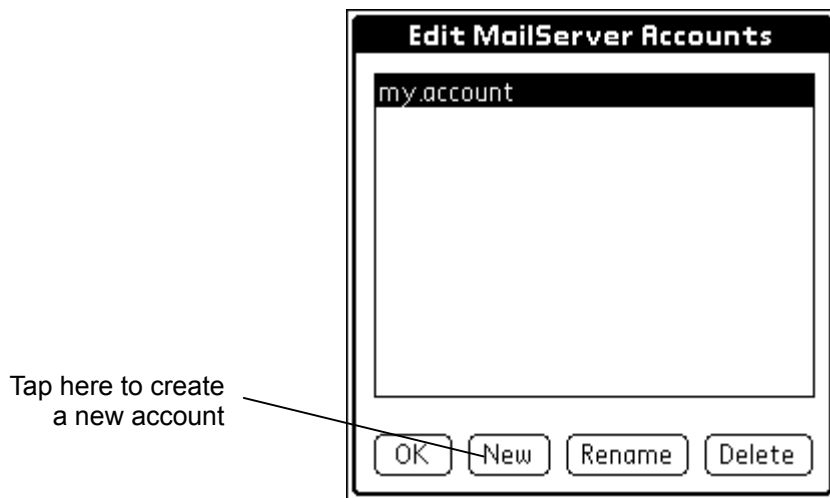 Edit MailServer Accounts
my.account
Tap here to create
a new account
OK New Rename Delete